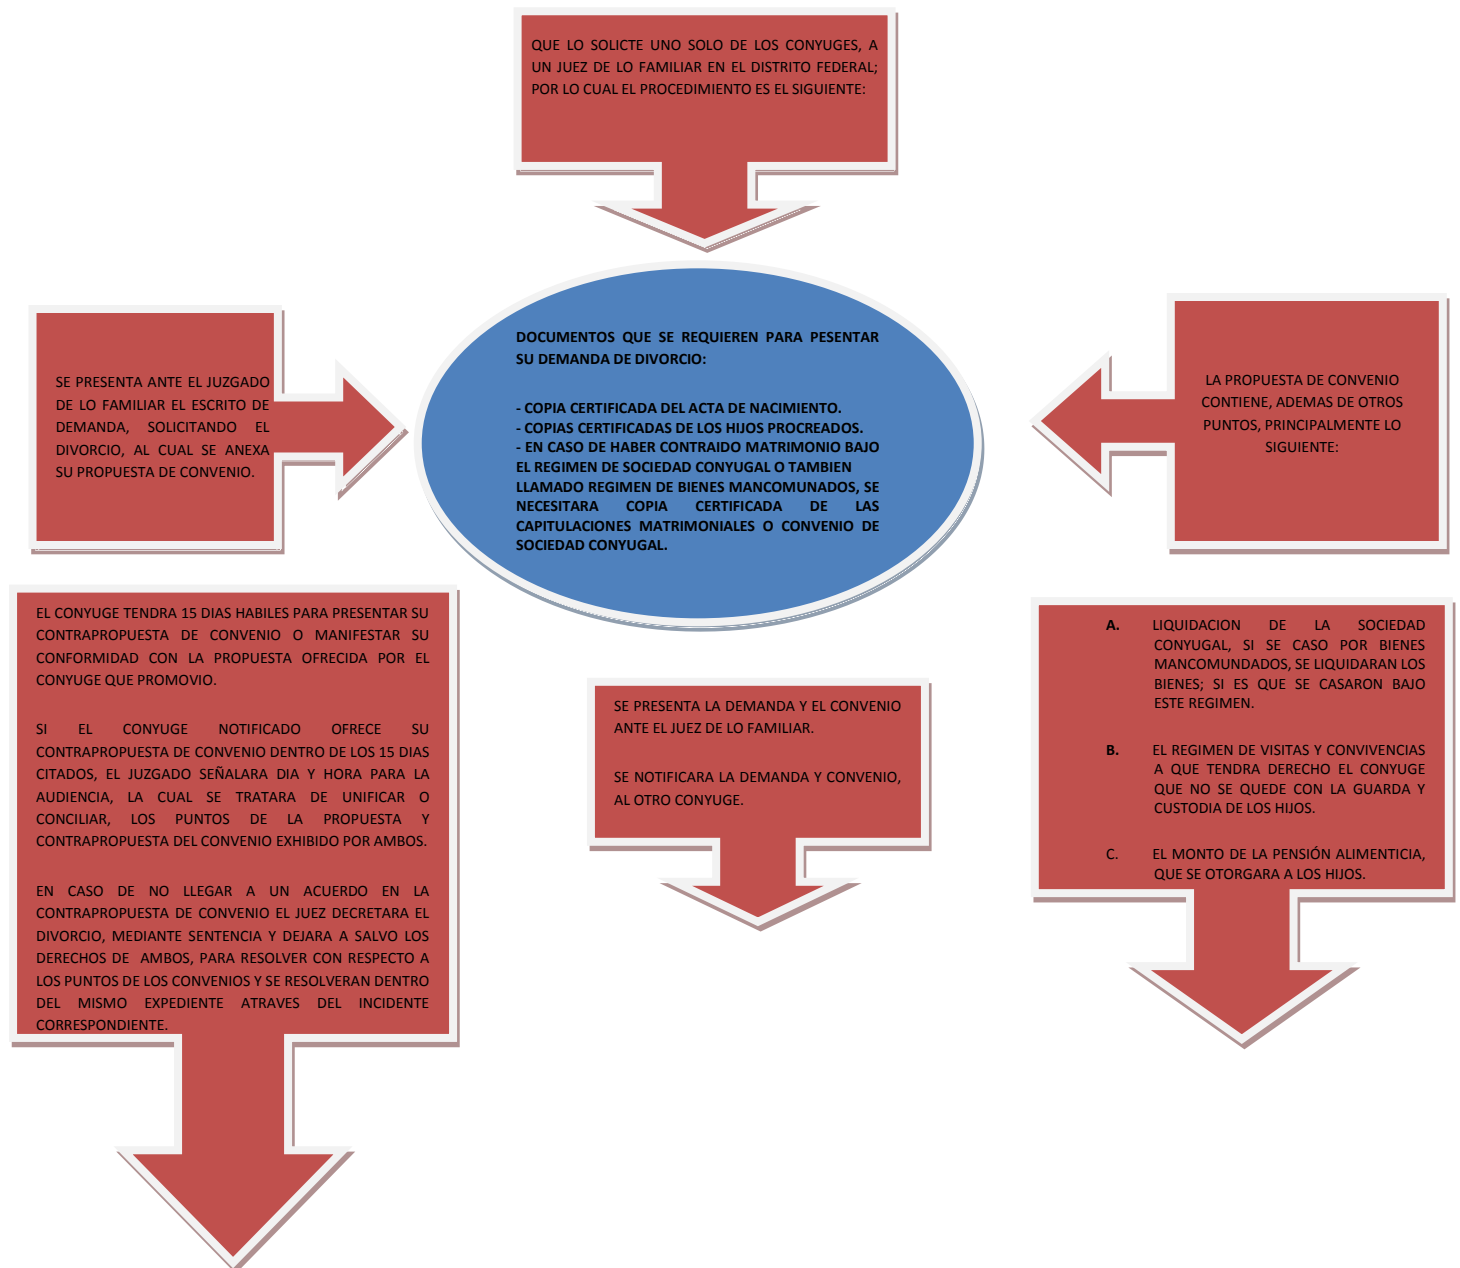 QUE LO SOLICTE UNO SOLO DE LOS CONYUGES, A
UN JUEZ DE LO FAMILIAR EN EL DISTRITO FEDERAL;
POR LO CUAL EL PROCEDIMIENTO ES EL SIGUIENTE:
SE PRESENTA ANTE EL JUZGADO
DE LO FAMILIAR EL ESCRITO DE
DEMANDA, SOLICITANDO EL
DIVORCIO, AL CUAL SE ANEXA
SU PROPUESTA DE CONVENIO.
DOCUMENTOS QUE SE REQUIEREN PARA PESENTAR
SU DEMANDA DE DIVORCIO:
- COPIA CERTIFICADA DEL ACTA DE NACIMIENTO.
- COPIAS CERTIFICADAS DE LOS HIJOS PROCREADOS.
- EN CASO DE HABER CONTRAIDO MATRIMONIO BAJO
EL REGIMEN DE SOCIEDAD CONYUGAL O TAMBIEN
LLAMADO REGIMEN DE BIENES MANCOMUNADOS, SE
NECESITARA COPIA CERTIFICADA DE LAS
CAPITULACIONES MATRIMONIALES O CONVENIO DE
SOCIEDAD CONYUGAL.
LA PROPUESTA DE CONVENIO
CONTIENE, ADEMAS DE OTROS
PUNTOS, PRINCIPALMENTE LO
SIGUIENTE:
EL CONYUGE TENDRA 15 DIAS HABILES PARA PRESENTAR SU
CONTRAPROPUESTA DE CONVENIO O MANIFESTAR SU
CONFORMIDAD CON LA PROPUESTA OFRECIDA POR EL
CONYUGE QUE PROMOVIO.
SI EL CONYUGE NOTIFICADO OFRECE SU
CONTRAPROPUESTA DE CONVENIO DENTRO DE LOS 15 DIAS
CITADOS, EL JUZGADO SEÑALARA DIA Y HORA PARA LA
AUDIENCIA, LA CUAL SE TRATARA DE UNIFICAR O
CONCILIAR, LOS PUNTOS DE LA PROPUESTA Y
CONTRAPROPUESTA DEL CONVENIO EXHIBIDO POR AMBOS.
EN CASO DE NO LLEGAR A UN ACUERDO EN LA
CONTRAPROPUESTA DE CONVENIO EL JUEZ DECRETARA EL
DIVORCIO, MEDIANTE SENTENCIA Y DEJARA A SALVO LOS
DERECHOS DE AMBOS, PARA RESOLVER CON RESPECTO A
LOS PUNTOS DE LOS CONVENIOS Y SE RESOLVERAN DENTRO
DEL MISMO EXPEDIENTE ATRAVES DEL INCIDENTE
CORRESPONDIENTE.
SE PRESENTA LA DEMANDA Y EL CONVENIO
ANTE EL JUEZ DE LO FAMILIAR.
SE NOTIFICARA LA DEMANDA Y CONVENIO,
AL OTRO CONYUGE.
A. LIQUIDACION DE LA SOCIEDAD
CONYUGAL, SI SE CASO POR BIENES
MANCOMUNDADOS, SE LIQUIDARAN LOS
BIENES; SI ES QUE SE CASARON BAJO
ESTE REGIMEN.
B. EL REGIMEN DE VISITAS Y CONVIVENCIAS
A QUE TENDRA DERECHO EL CONYUGE
QUE NO SE QUEDE CON LA GUARDA Y
CUSTODIA DE LOS HIJOS.
C. EL MONTO DE LA PENSIÓN ALIMENTICIA,
QUE SE OTORGARA A LOS HIJOS.